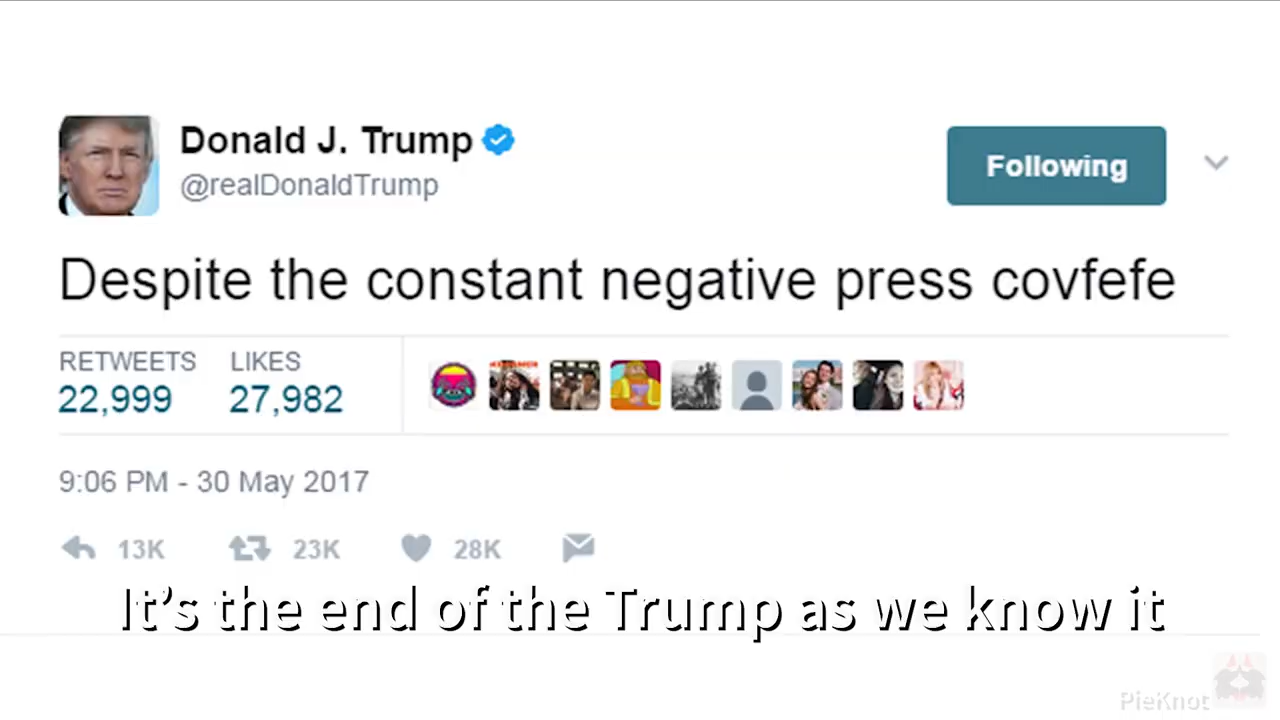 Donald J. Trump
@realDonaldTrump
Following
Despite the constant negative press covfefe
RETWEETS LIKES
22,999 27,982
9:06 PM - 30 May 2017
13K 23K 28K
It's the end of the Trump as we know it
PieKnot